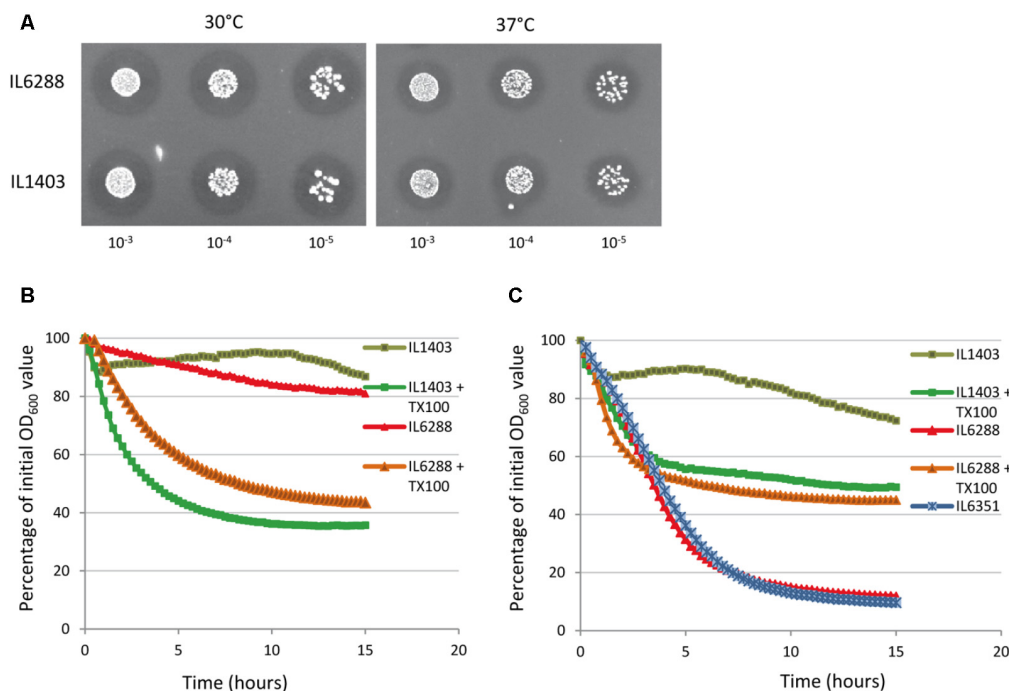 A
30°C
37°C
IL6288
IL1403
10-3
10-4
10-5
10-3
10-4
10-5
B
Percentage of initial OD600 value
100
80
60
40
20
0
0
5
10
15
20
Time (hours)
IL1403
IL1403 +
TX100
IL6288
IL6288 +
TX100
C
Percentage of initial OD600 value
100
80
60
40
20
0
0
5
10
15
20
Time (hours)
IL1403
IL1403 +
TX100
IL6288
IL6288 +
TX100
IL6351